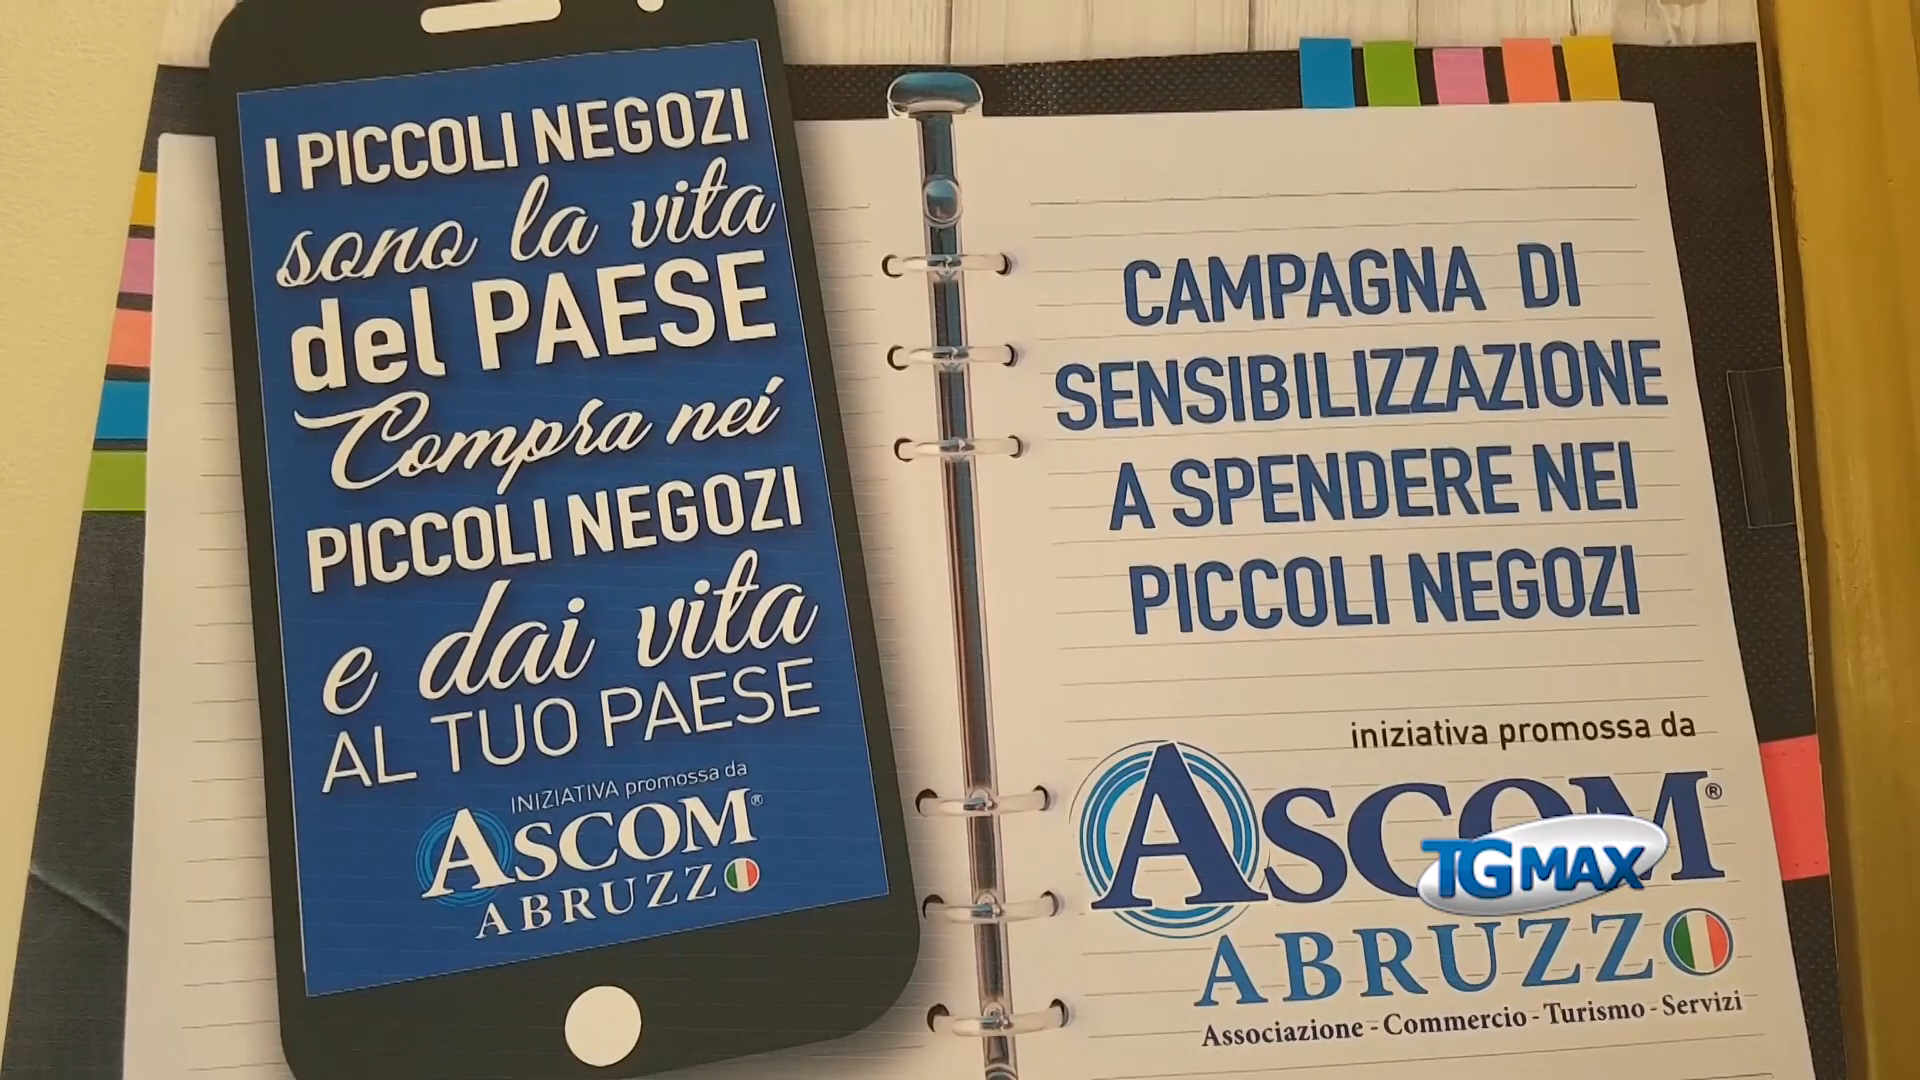 I PICCOLI NEGOZI
sono la vita
del PAESE
Compra nei
PICCOLI NEGOZI
e dai vita
AL TUO PAESE
INIZIATIVA promossa da
ASCOM®
ABRUZZO
CAMPAGNA DI
SENSIBILIZZAZIONE
A SPENDERE NEI
PICCOLI NEGOZI
iniziativa promossa da
ASCOM®
TGMAX
ABRUZZO
Associazione - Commercio - Turismo - Servizi